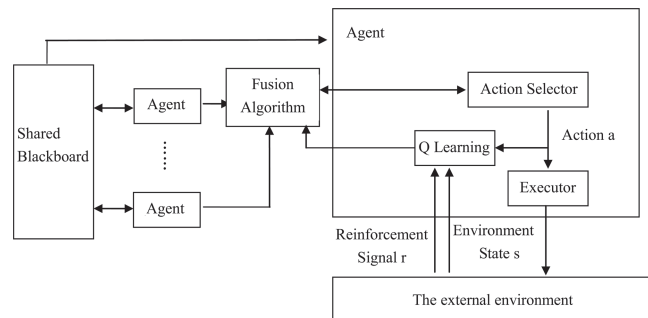 Agent
Shared
Blackboard
Agent
......
Agent
Fusion
Algorithm
Action Selector
Action a
Q Learning
Executor
Reinforcement
Signal r
Environment
State s
The external environment